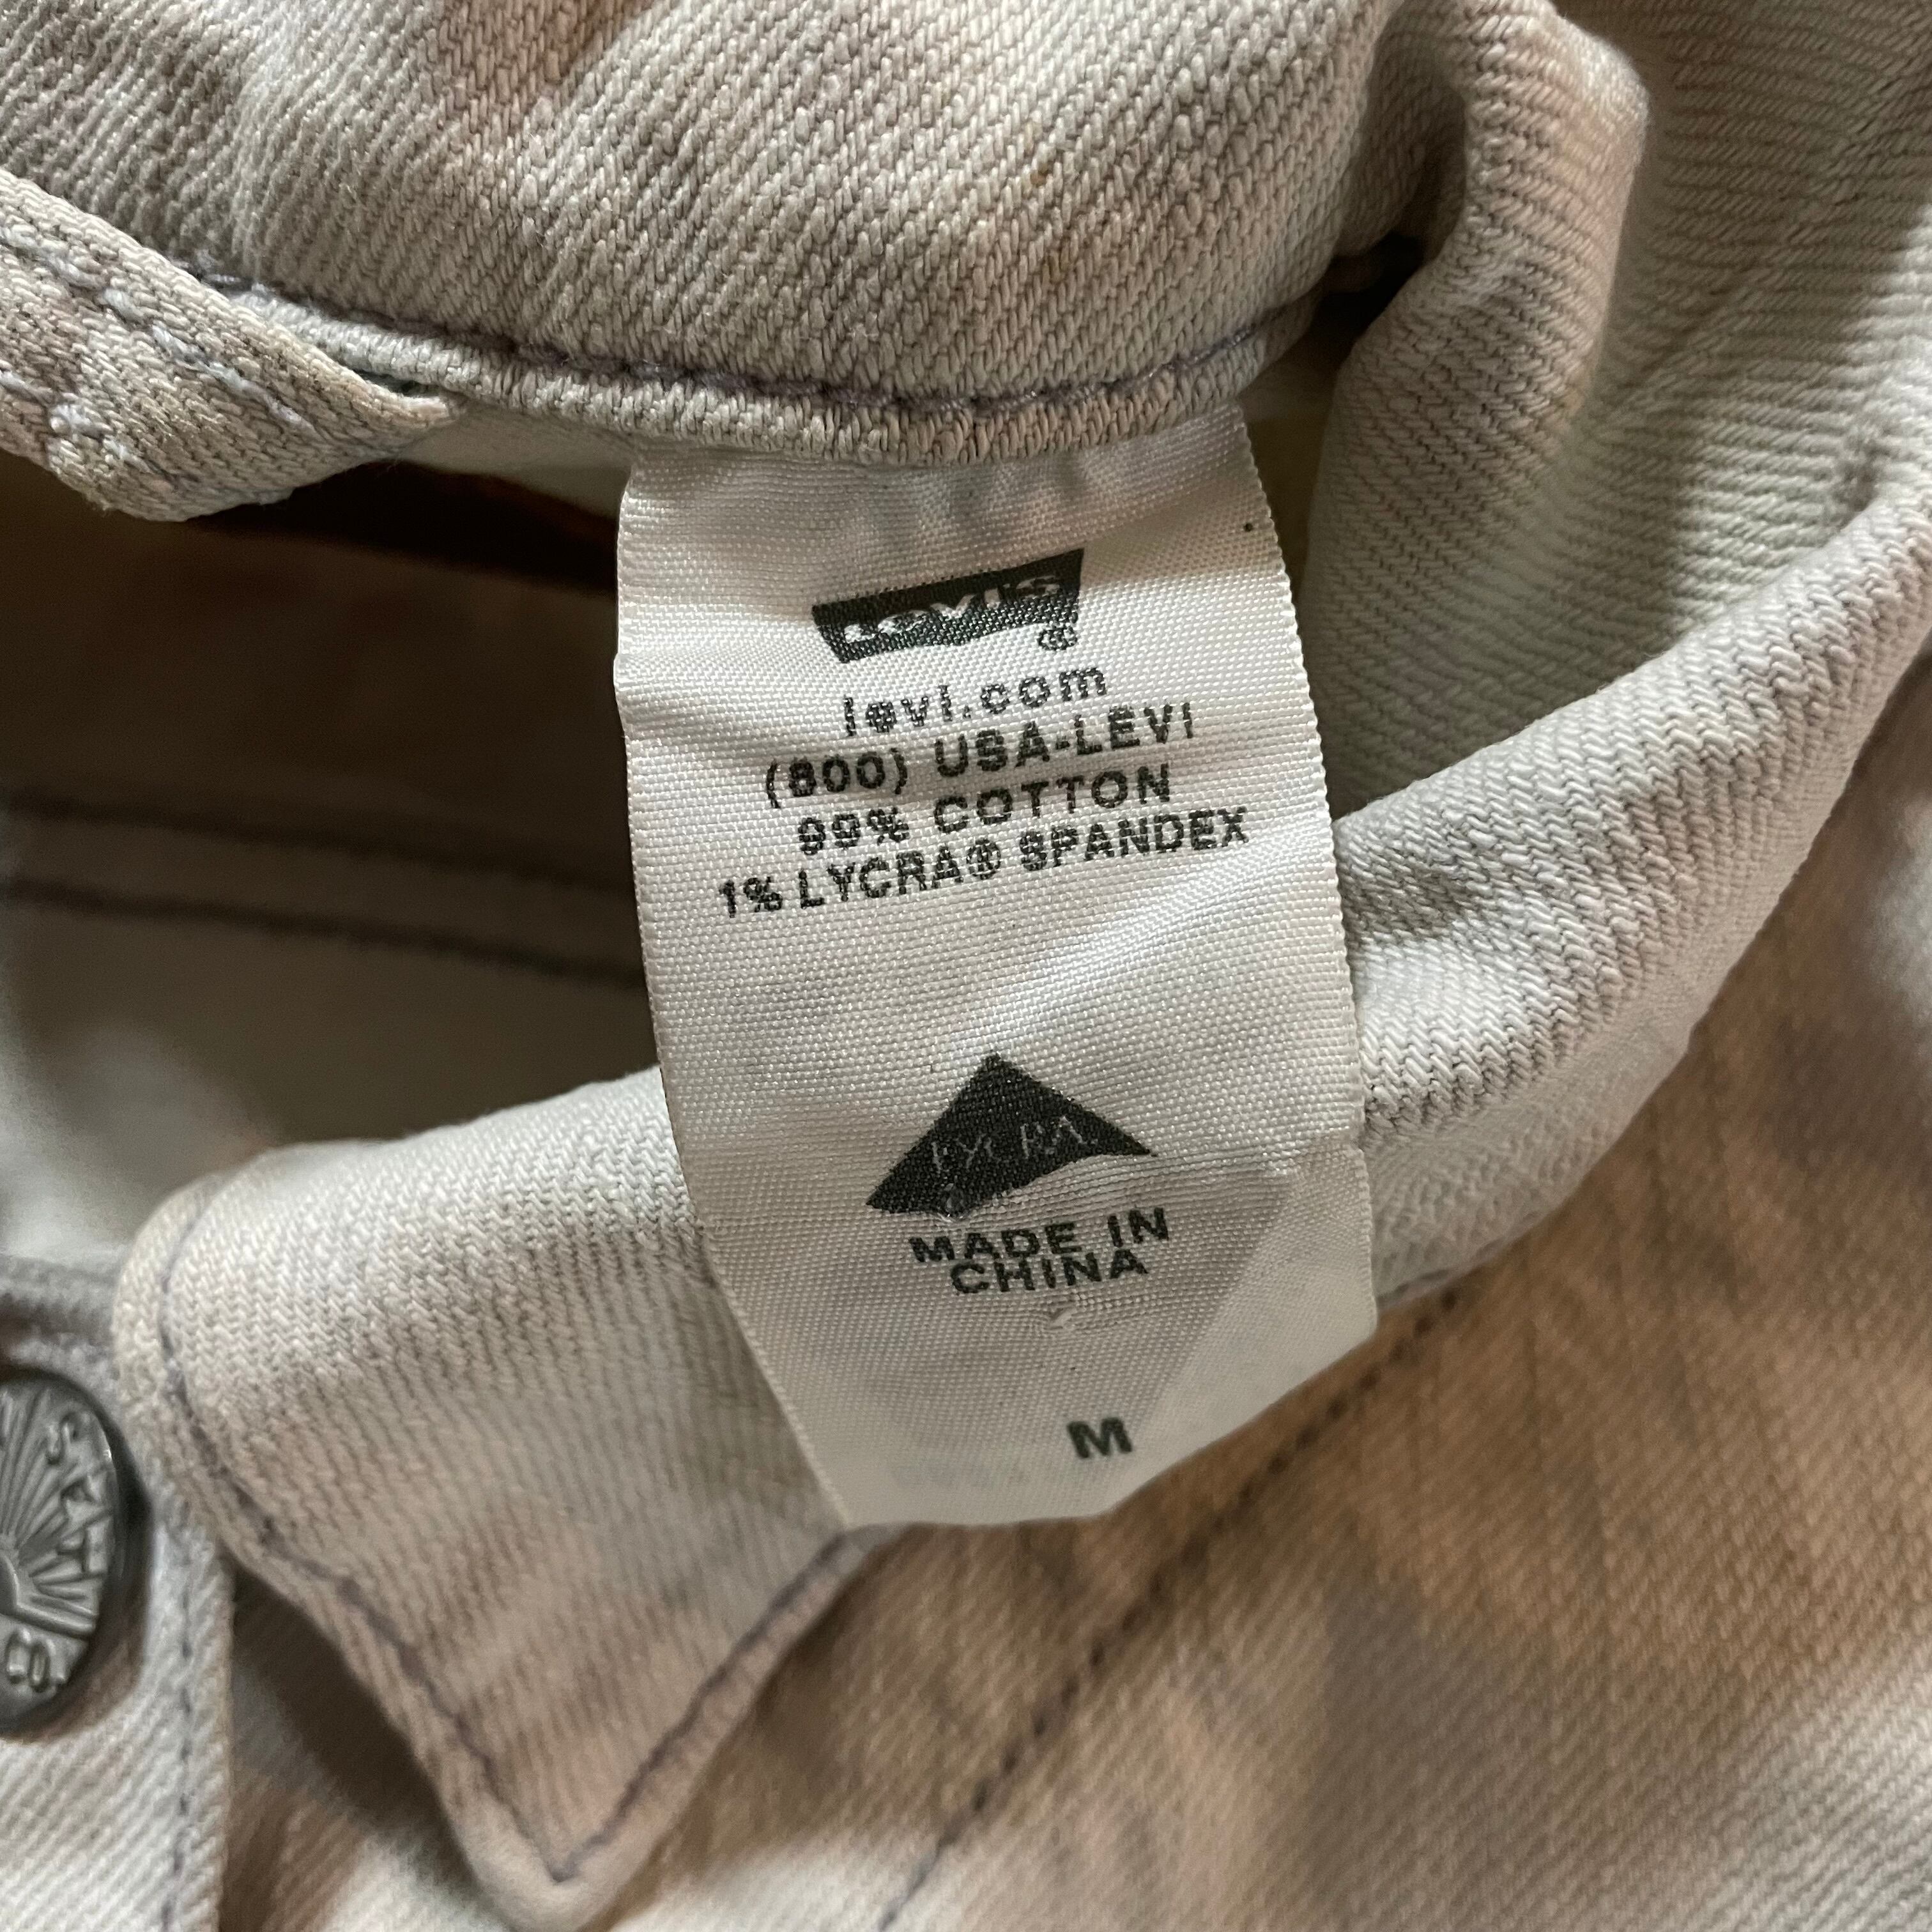 Levi's
®
levi.com
(800) USA-LEVI
99% COTTON
1% LYCRA® SPANDEX
LYCRA
MADE IN
CHINA
M